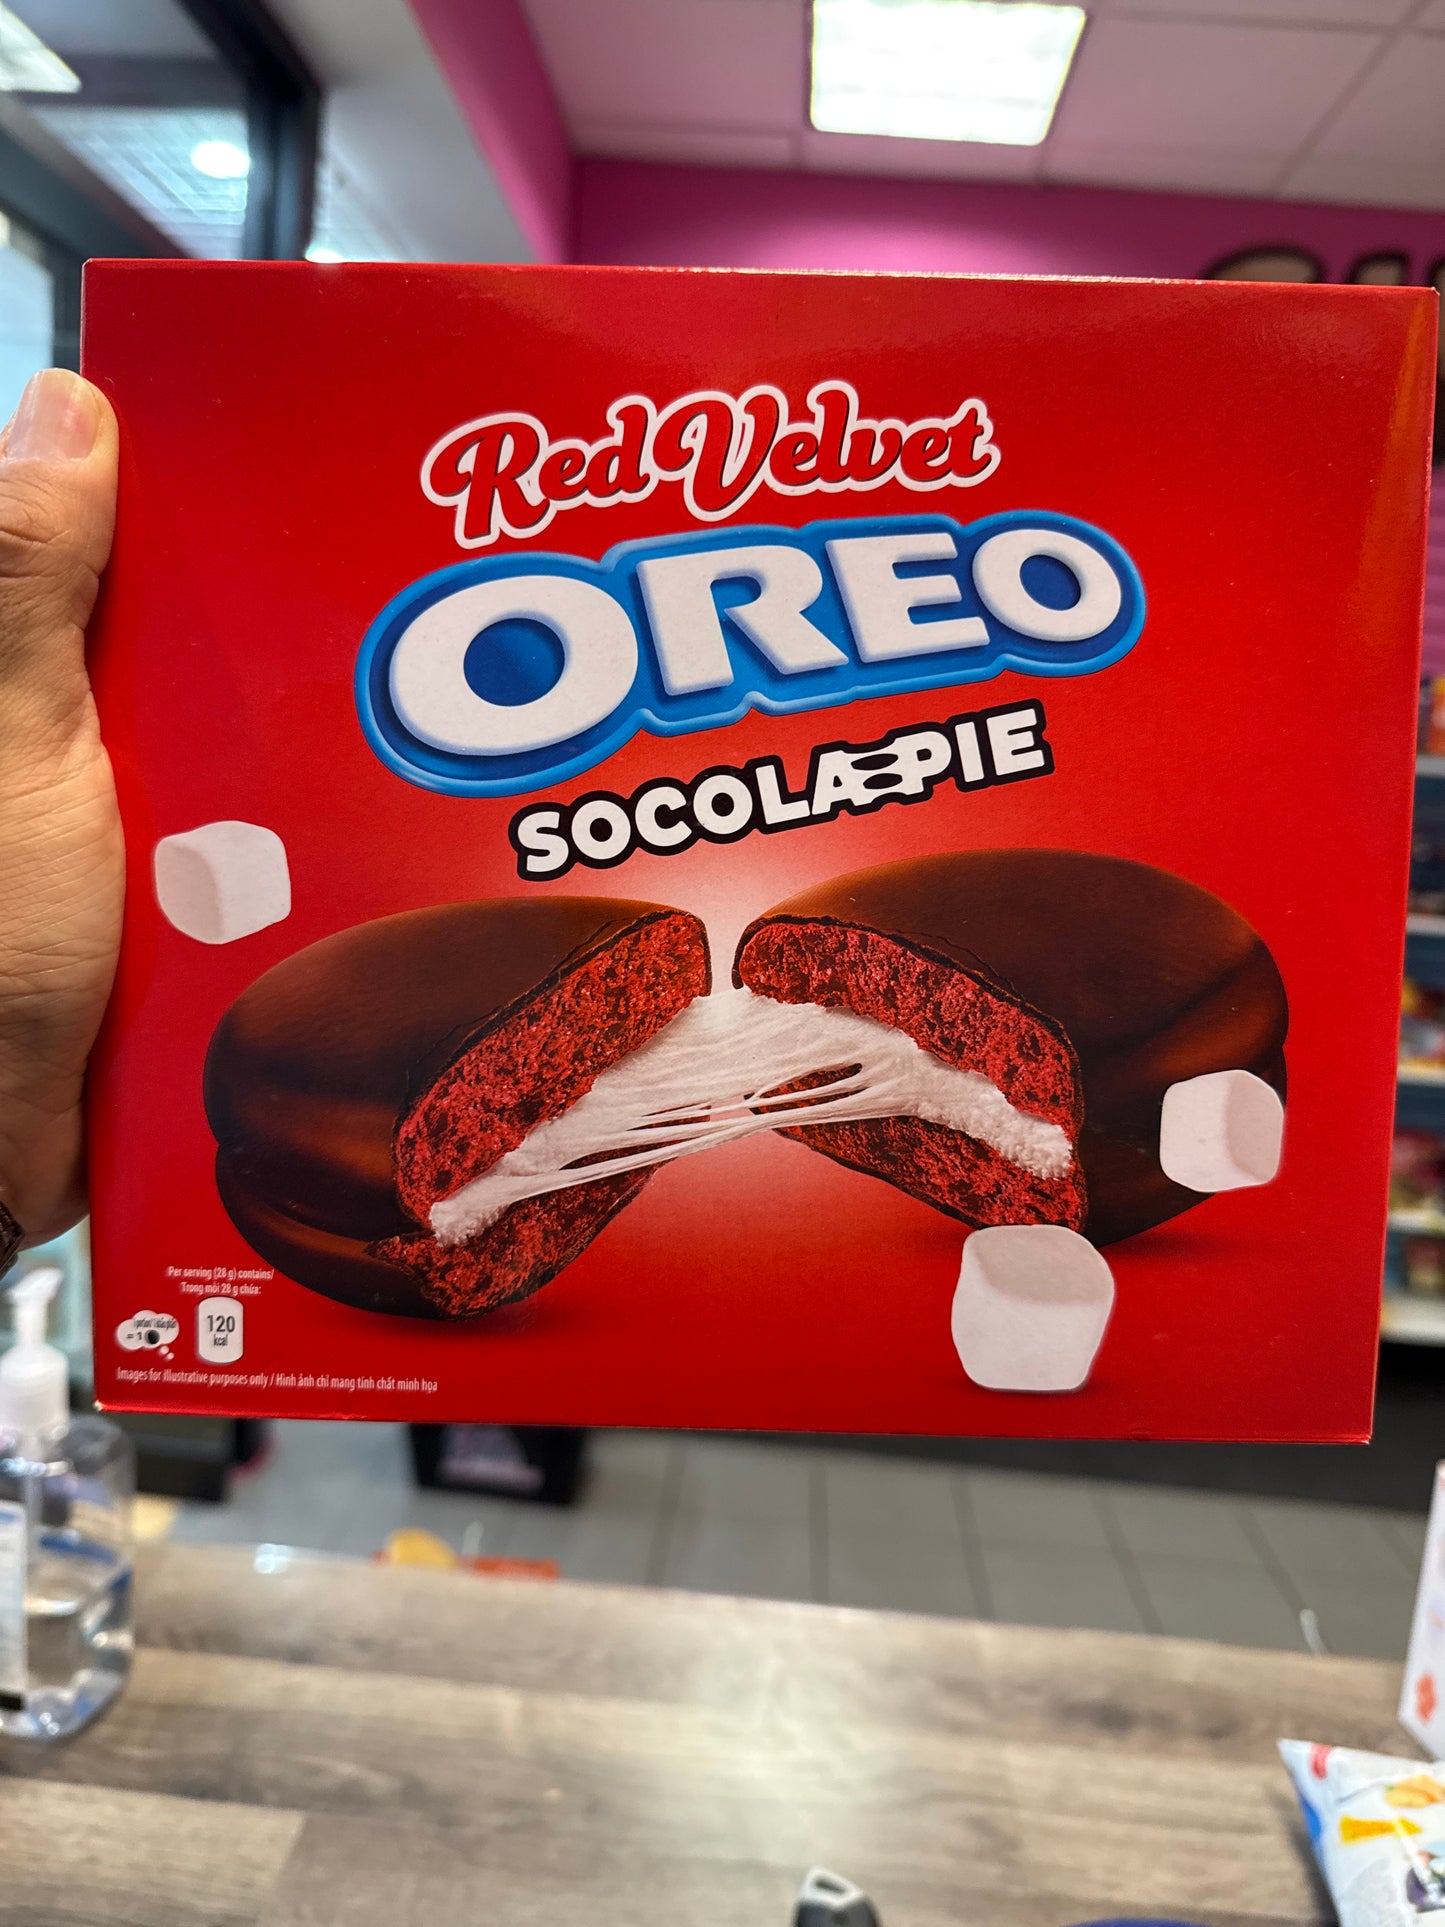 Red Velvet
OREO
SOCOLA PIE
Per serving (28 g) contains/
Trong mỗi 28 g chứa:
= 1
120
kcal
Images for illustrative purposes only / Hình ảnh chỉ mang tính chất minh họa